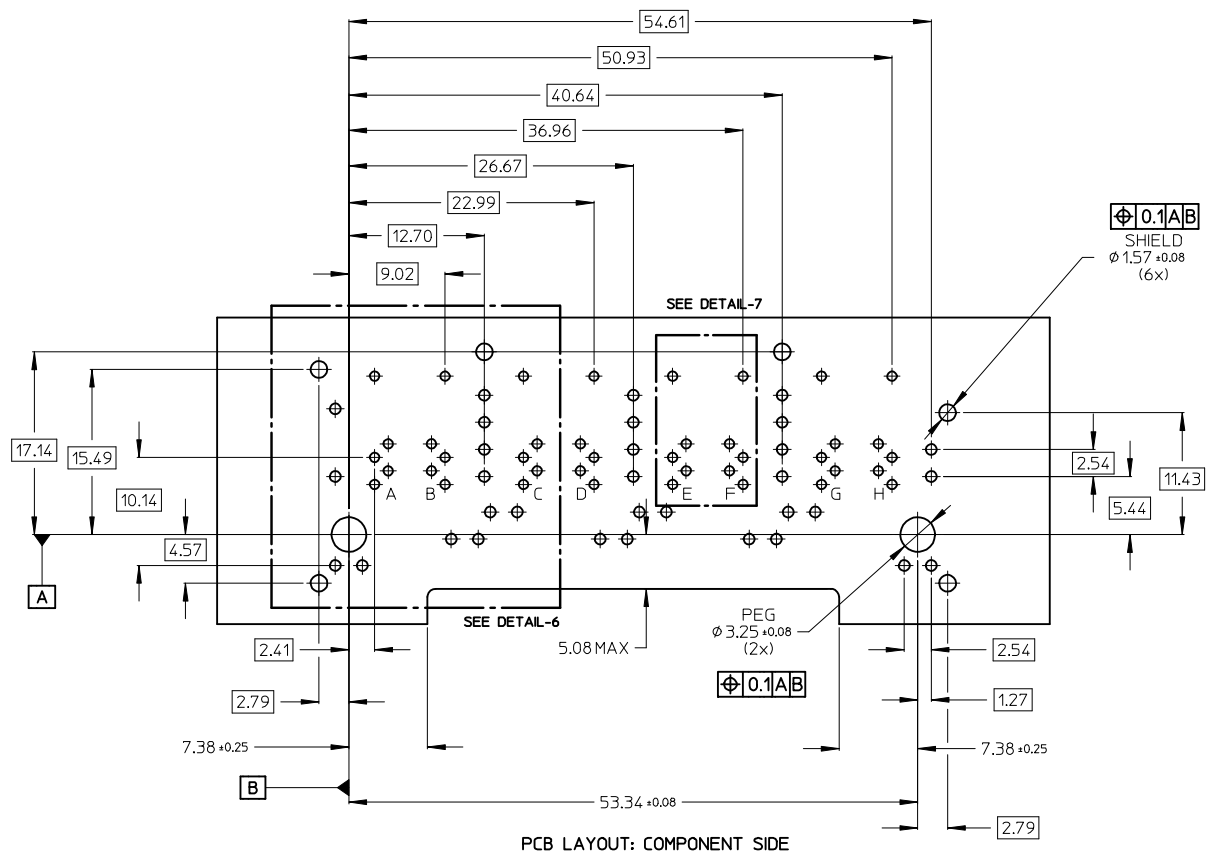 54.61
50.93
40.64
36.96
26.67
22.99
12.70
9.02
⌖ 0.1 A B
SHIELD
Ø 1.57 ±0.08
(6x)
SEE DETAIL-7
17.14
15.49
10.14
4.57
2.54
11.43
5.44
A B C D E F G H
A
SEE DETAIL-6
2.41
5.08 MAX
PEG
Ø 3.25 ±0.08
(2x)
⌖ 0.1 A B
2.54
2.79
1.27
7.38 ±0.25
7.38 ±0.25
B
53.34 ±0.08
2.79
PCB LAYOUT: COMPONENT SIDE